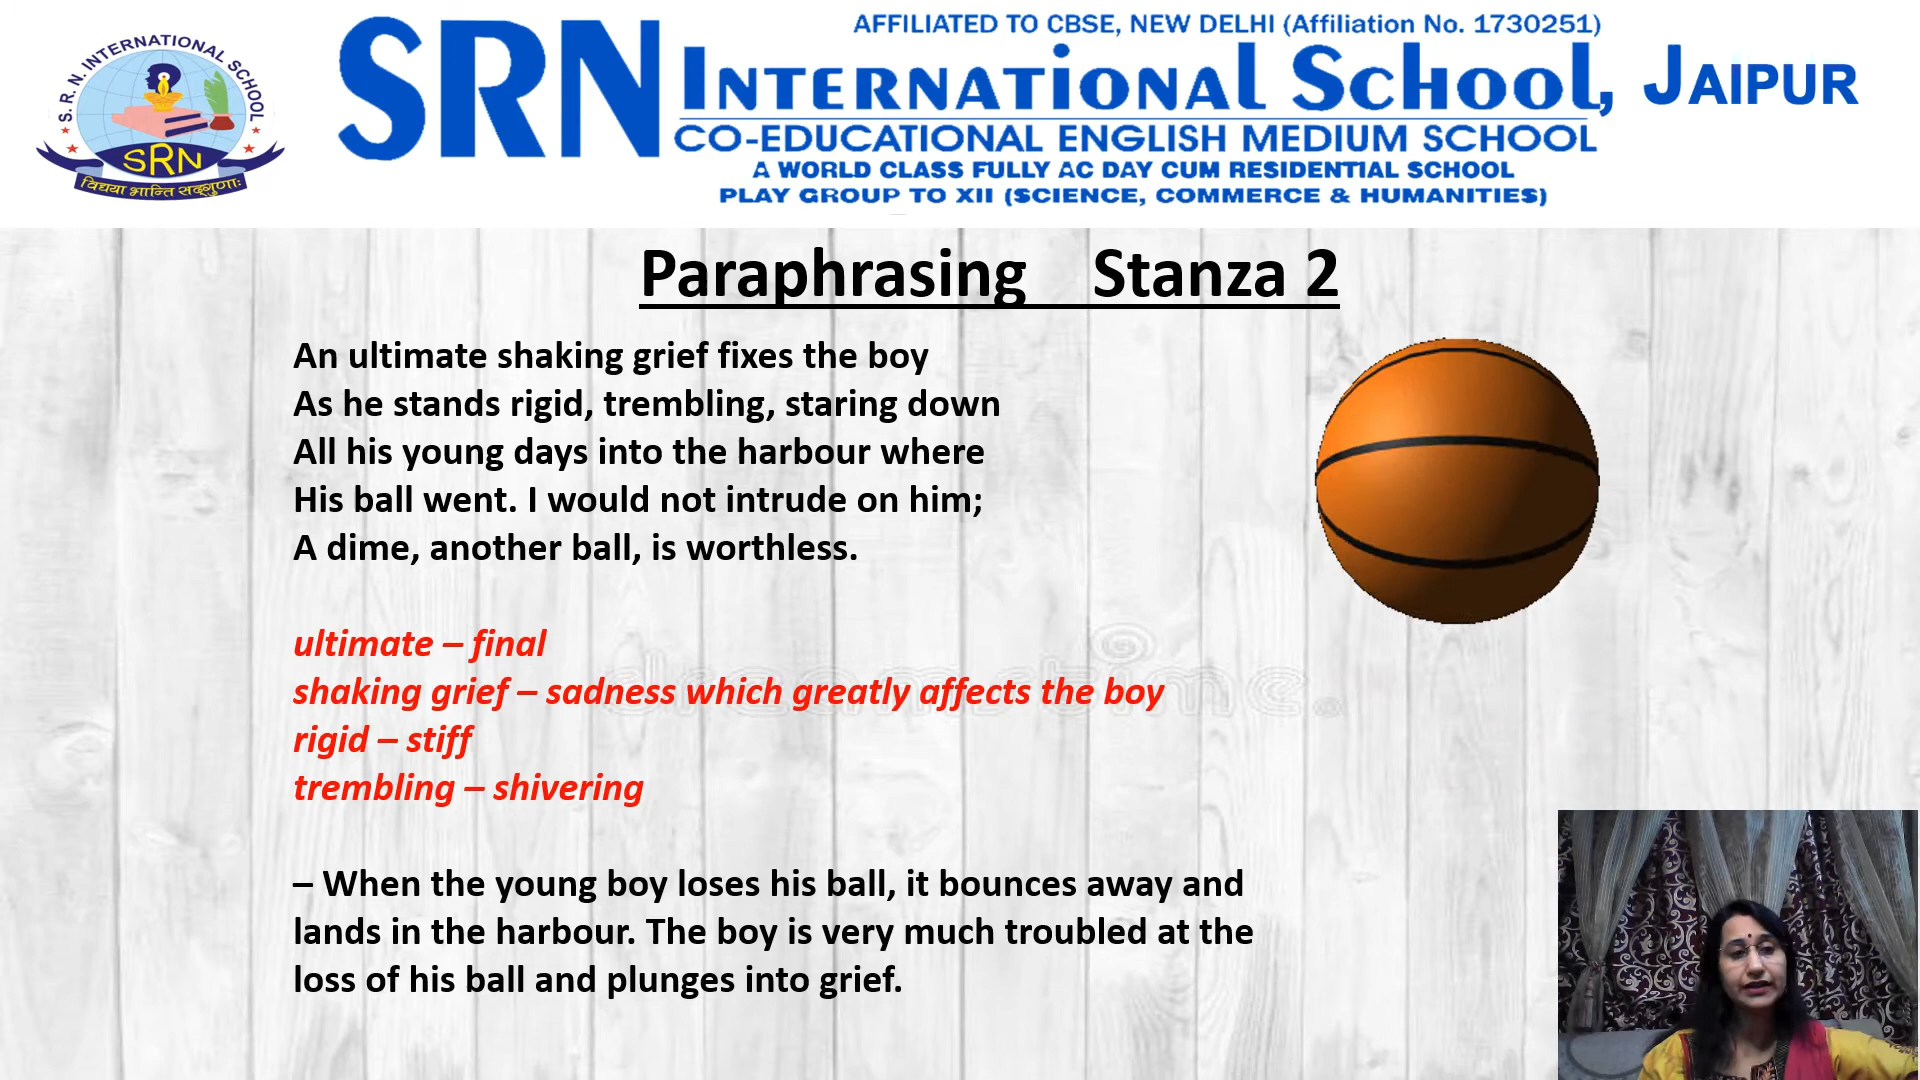 S. R. N. INTERNATIONAL SCHOOL
SRN
विद्यया भान्ति सद्गुणाः
AFFILIATED TO CBSE, NEW DELHI (Affiliation No. 1730251)
SRN INTERNATIONAL SCHOOL, JAIPUR
CO-EDUCATIONAL ENGLISH MEDIUM SCHOOL
A WORLD CLASS FULLY AC DAY CUM RESIDENTIAL SCHOOL
PLAY GROUP TO XII (SCIENCE, COMMERCE & HUMANITIES)
Paraphrasing Stanza 2
An ultimate shaking grief fixes the boy
As he stands rigid, trembling, staring down
All his young days into the harbour where
His ball went. I would not intrude on him;
A dime, another ball, is worthless.
ultimate – final
shaking grief – sadness which greatly affects the boy
rigid – stiff
trembling – shivering
dreamstime.
– When the young boy loses his ball, it bounces away and
lands in the harbour. The boy is very much troubled at the
loss of his ball and plunges into grief.